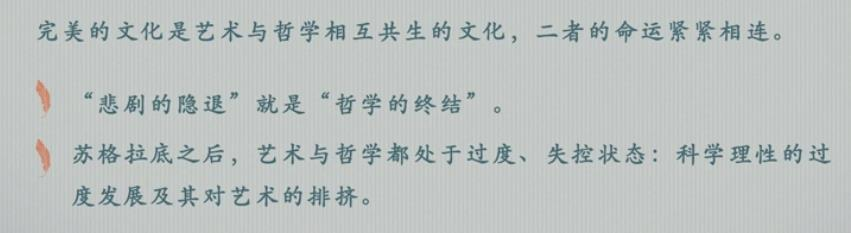 完美的文化是艺术与哲学相互共生的文化，二者的命运紧紧相连。
“悲剧的隐退”就是“哲学的终结”。
苏格拉底之后，艺术与哲学都处于过度、失控状态：科学理性的过
度发展及其对艺术的排挤。